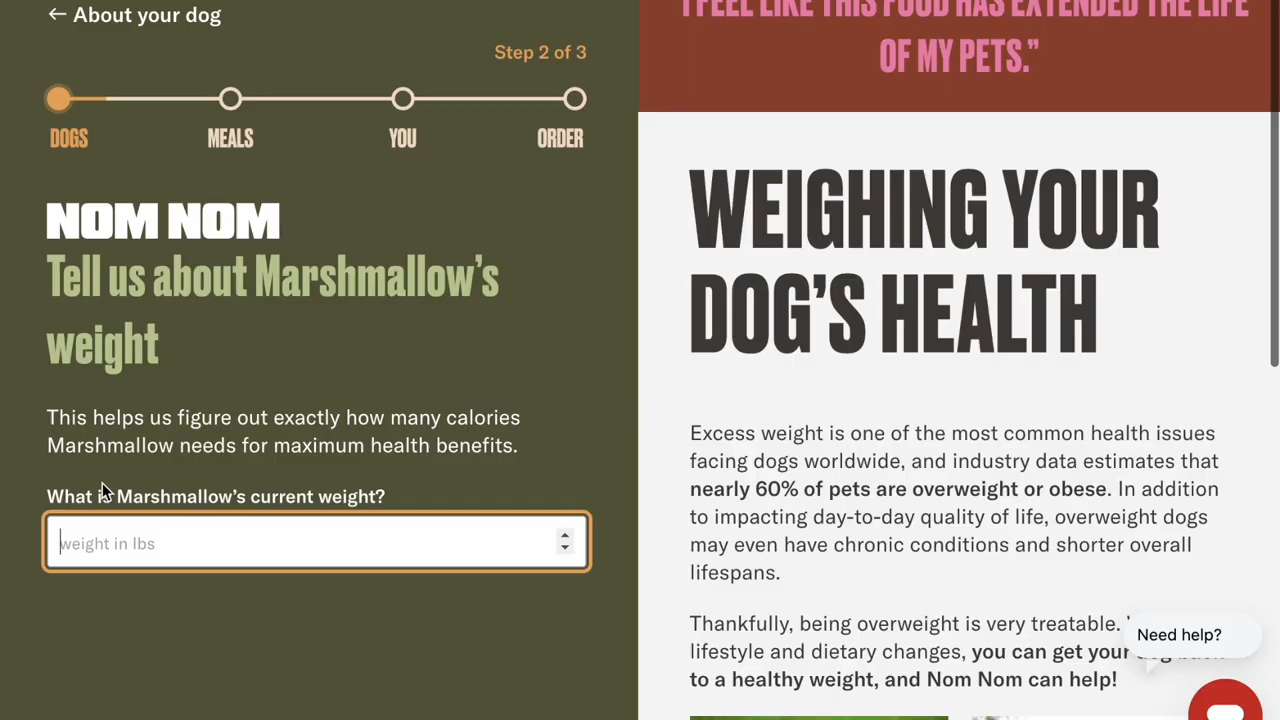 ← About your dog
Step 2 of 3
DOGS
MEALS
YOU
ORDER
NOM NOM
Tell us about Marshmallow's
weight
This helps us figure out exactly how many calories
Marshmallow needs for maximum health benefits.
What is Marshmallow's current weight?
weight in lbs
I FEEL LIKE THIS FOOD HAS EXTENDED THE LIFE
OF MY PETS.”
WEIGHING YOUR
DOG’S HEALTH
Excess weight is one of the most common health issues
facing dogs worldwide, and industry data estimates that
nearly 60% of pets are overweight or obese. In addition
to impacting day-to-day quality of life, overweight dogs
may even have chronic conditions and shorter overall
lifespans.
Thankfully, being overweight is very treatable.
lifestyle and dietary changes, you can get your dog back
to a healthy weight, and Nom Nom can help!
Need help?